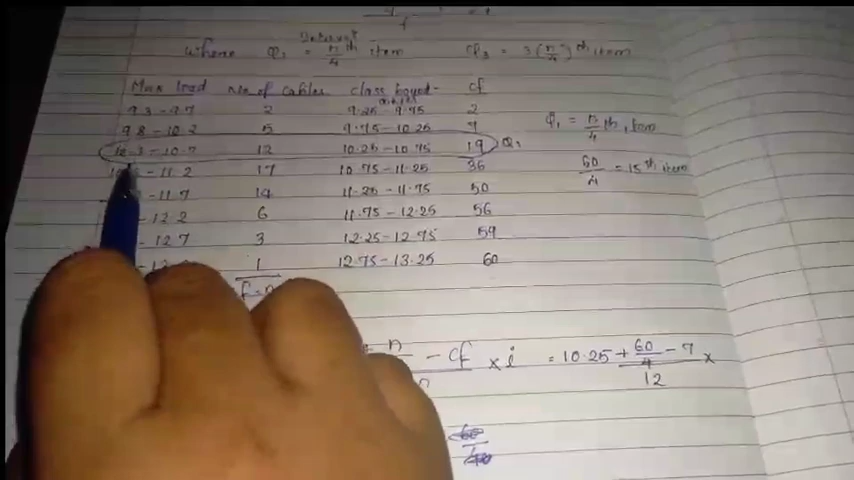 where Q₁ = n/4 th item Q₃ = 3(n/4)th item
Max load no of cables class bound- cf
aries
9.3 - 9.7 2 9.25 - 9.75 2
9.8 - 10.2 5 9.75 - 10.25 7
12.3 - 10.7 12 10.25 - 10.75 19 Q₁
- 11.2 17 10.75 - 11.25 36
- 11.7 14 11.25 - 11.75 50
- 12.2 6 11.75 - 12.25 56
- 12.7 3 12.25 - 12.75 59
1 12.75 - 13.25 60
Q₁ = n/4 th item
60/4 = 15th item
n - cf × i = 10.25 + 60/4 - 7 ×
12